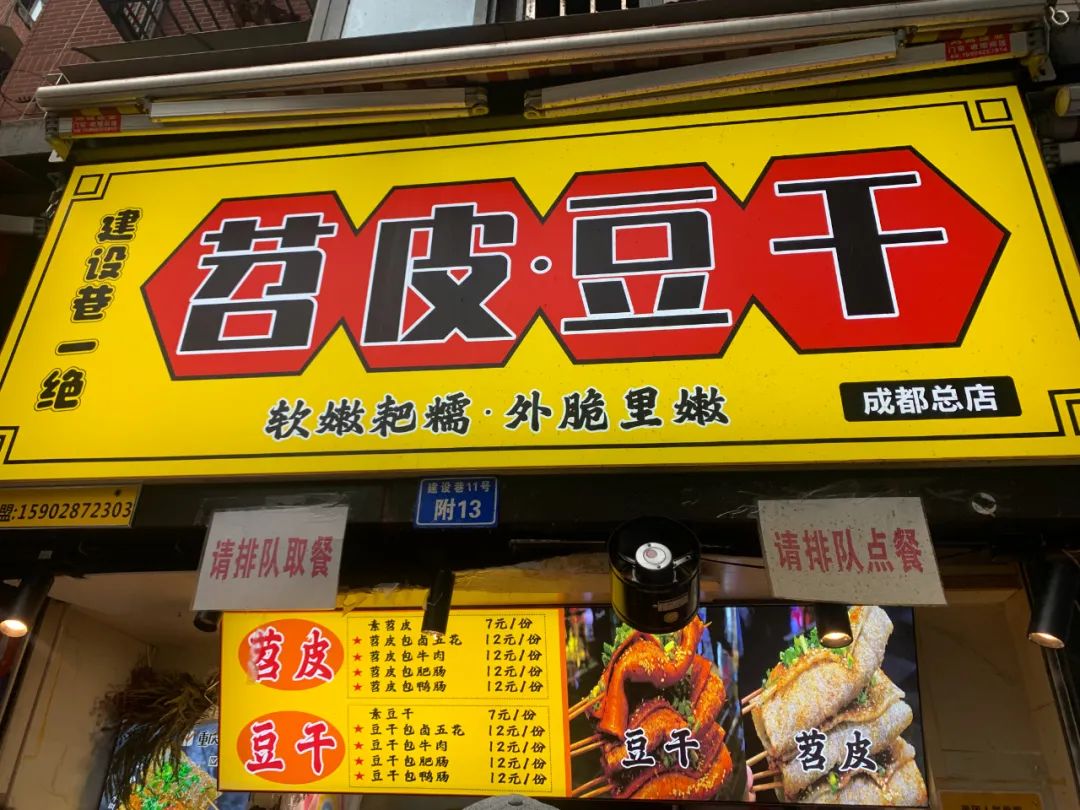 建设巷一绝
苕皮·豆干
软嫩耙糯·外脆里嫩
成都总店
盟:15902872303
建设巷11号
附13
请排队取餐
请排队点餐
苕皮
素苕皮 7元/份
★ 苕皮包卤五花 12元/份
★ 苕皮包牛肉 12元/份
★ 苕皮包肥肠 12元/份
★ 苕皮包鸭肠 12元/份
豆干
素豆干 7元/份
★ 豆干包卤五花 12元/份
★ 豆干包牛肉 12元/份
★ 豆干包肥肠 12元/份
★ 豆干包鸭肠 12元/份
豆干
苕皮